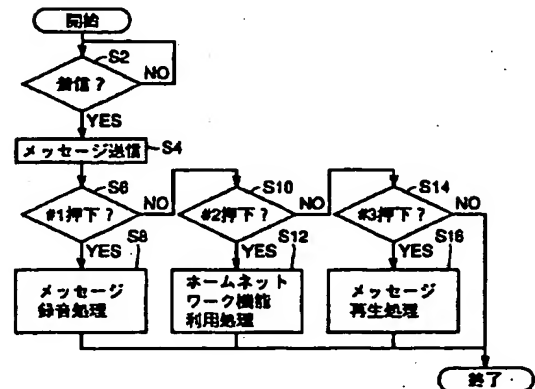 開始
S2
着信?
NO
YES
メッセージ送信
S4
S6
#1押下?
NO
S10
#2押下?
NO
S14
#3押下?
NO
YES
S8
YES
S12
YES
S16
メッセージ
録音処理
ホームネット
ワーク機能
利用処理
メッセージ
再生処理
終了